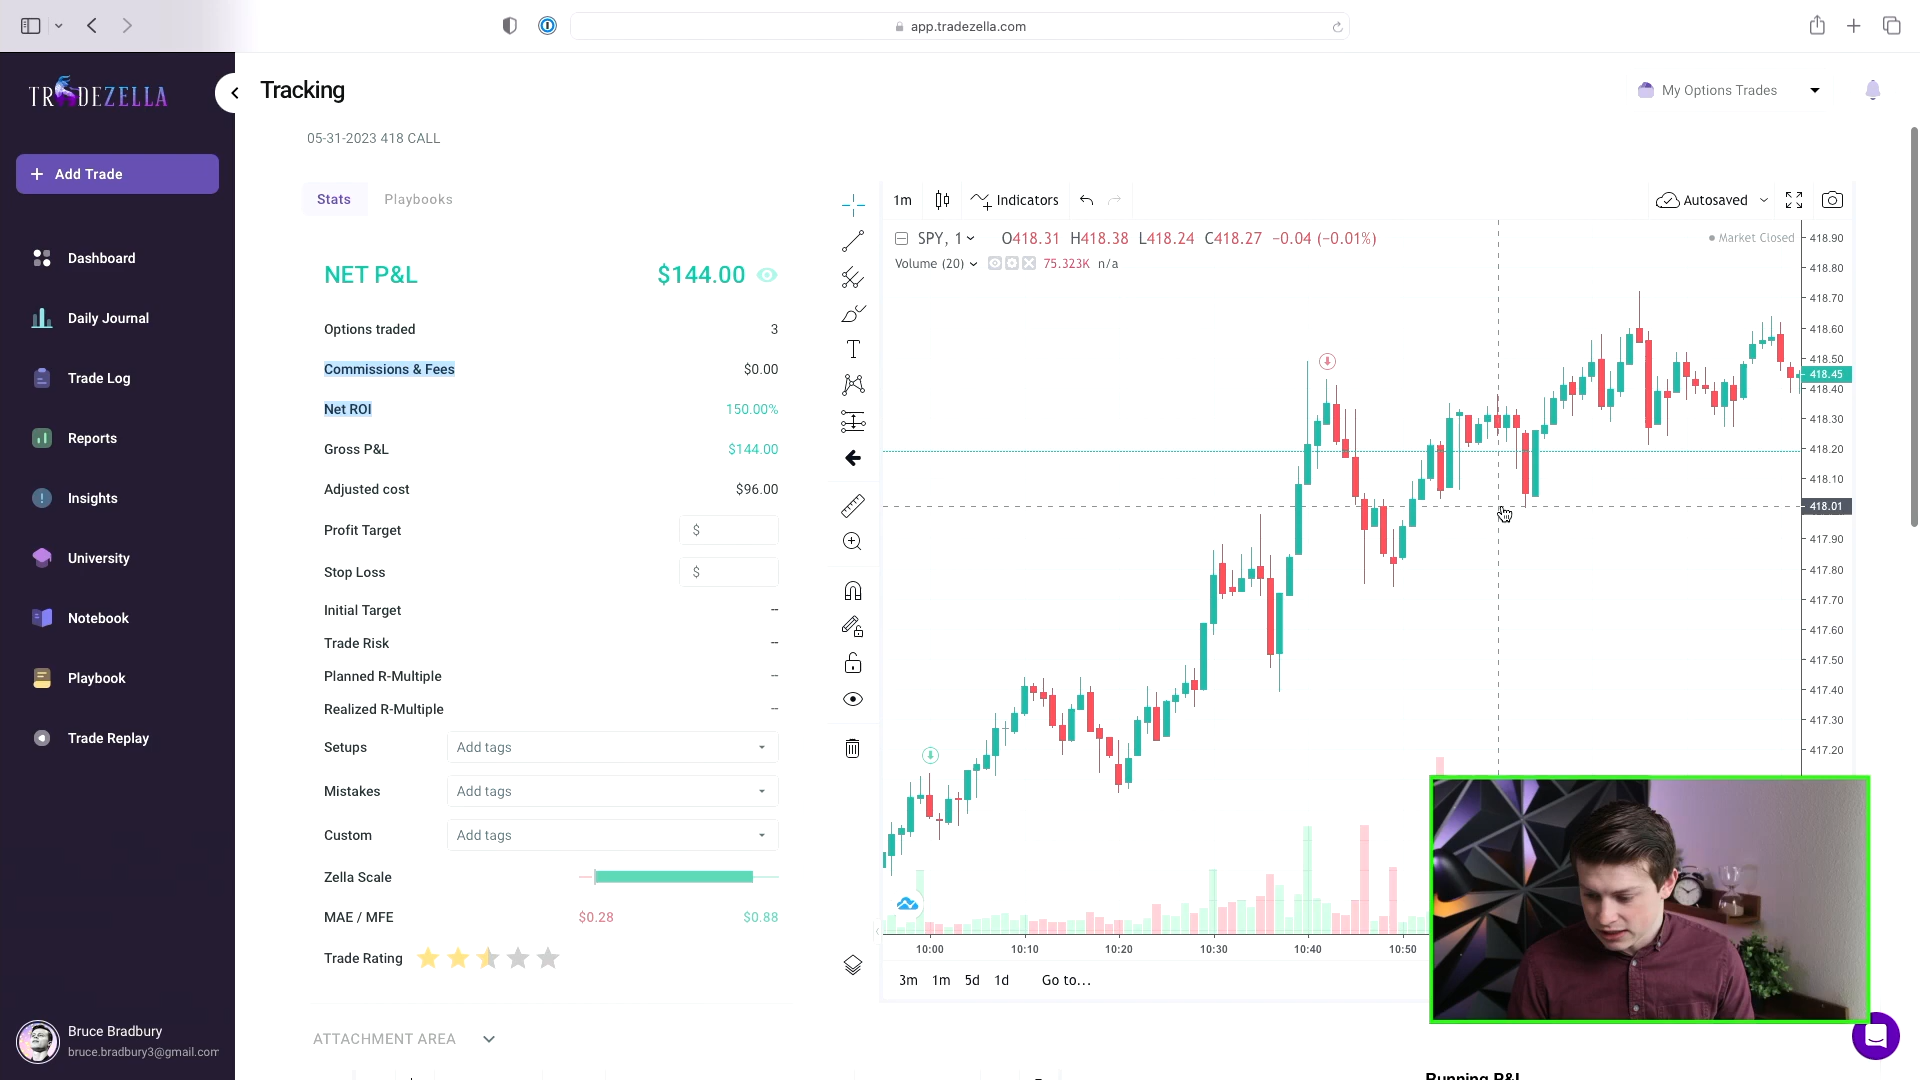 app.tradezella.com
TRADEZELLA
Tracking
My Options Trades
05-31-2023 418 CALL
Add Trade
Stats
Playbooks
1m
Indicators
Autosaved
SPY, 1
O418.31 H418.38 L418.24 C418.27 −0.04 (−0.01%)
Market Closed
Volume (20)
75.323K n/a
Dashboard
Daily Journal
Trade Log
Reports
Insights
University
Notebook
Playbook
Trade Replay
NET P&L $144.00
Options traded 3
Commissions & Fees $0.00
Net ROI 150.00%
Gross P&L $144.00
Adjusted cost $96.00
Profit Target $
Stop Loss $
Initial Target --
Trade Risk --
Planned R-Multiple --
Realized R-Multiple --
Setups Add tags
Mistakes Add tags
Custom Add tags
Zella Scale
MAE / MFE $0.28 $0.88
Trade Rating
ATTACHMENT AREA
418.90
418.80
418.70
418.60
418.50
418.45
418.40
418.30
418.20
418.10
418.01
417.90
417.80
417.70
417.60
417.50
417.40
417.30
417.20
10:00 10:10 10:20 10:30 10:40 10:50
3m 1m 5d 1d Go to...
Bruce Bradbury
bruce.bradbury3@gmail.com
Running P&L